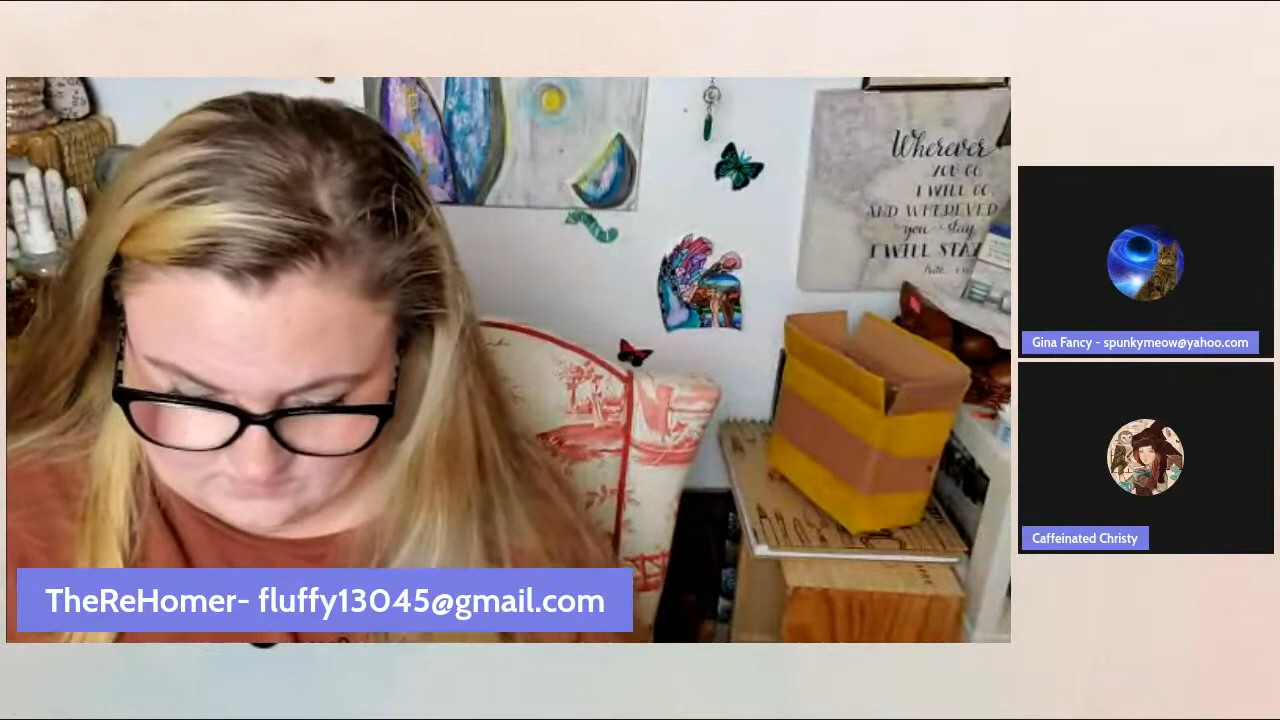 Wherever
YOU GO
I WILL GO
AND WHEREVER
you stay
I WILL STAY
TheReHomer- fluffy13045@gmail.com
Gina Fancy - spunkymeow@yahoo.com
Caffeinated Christy